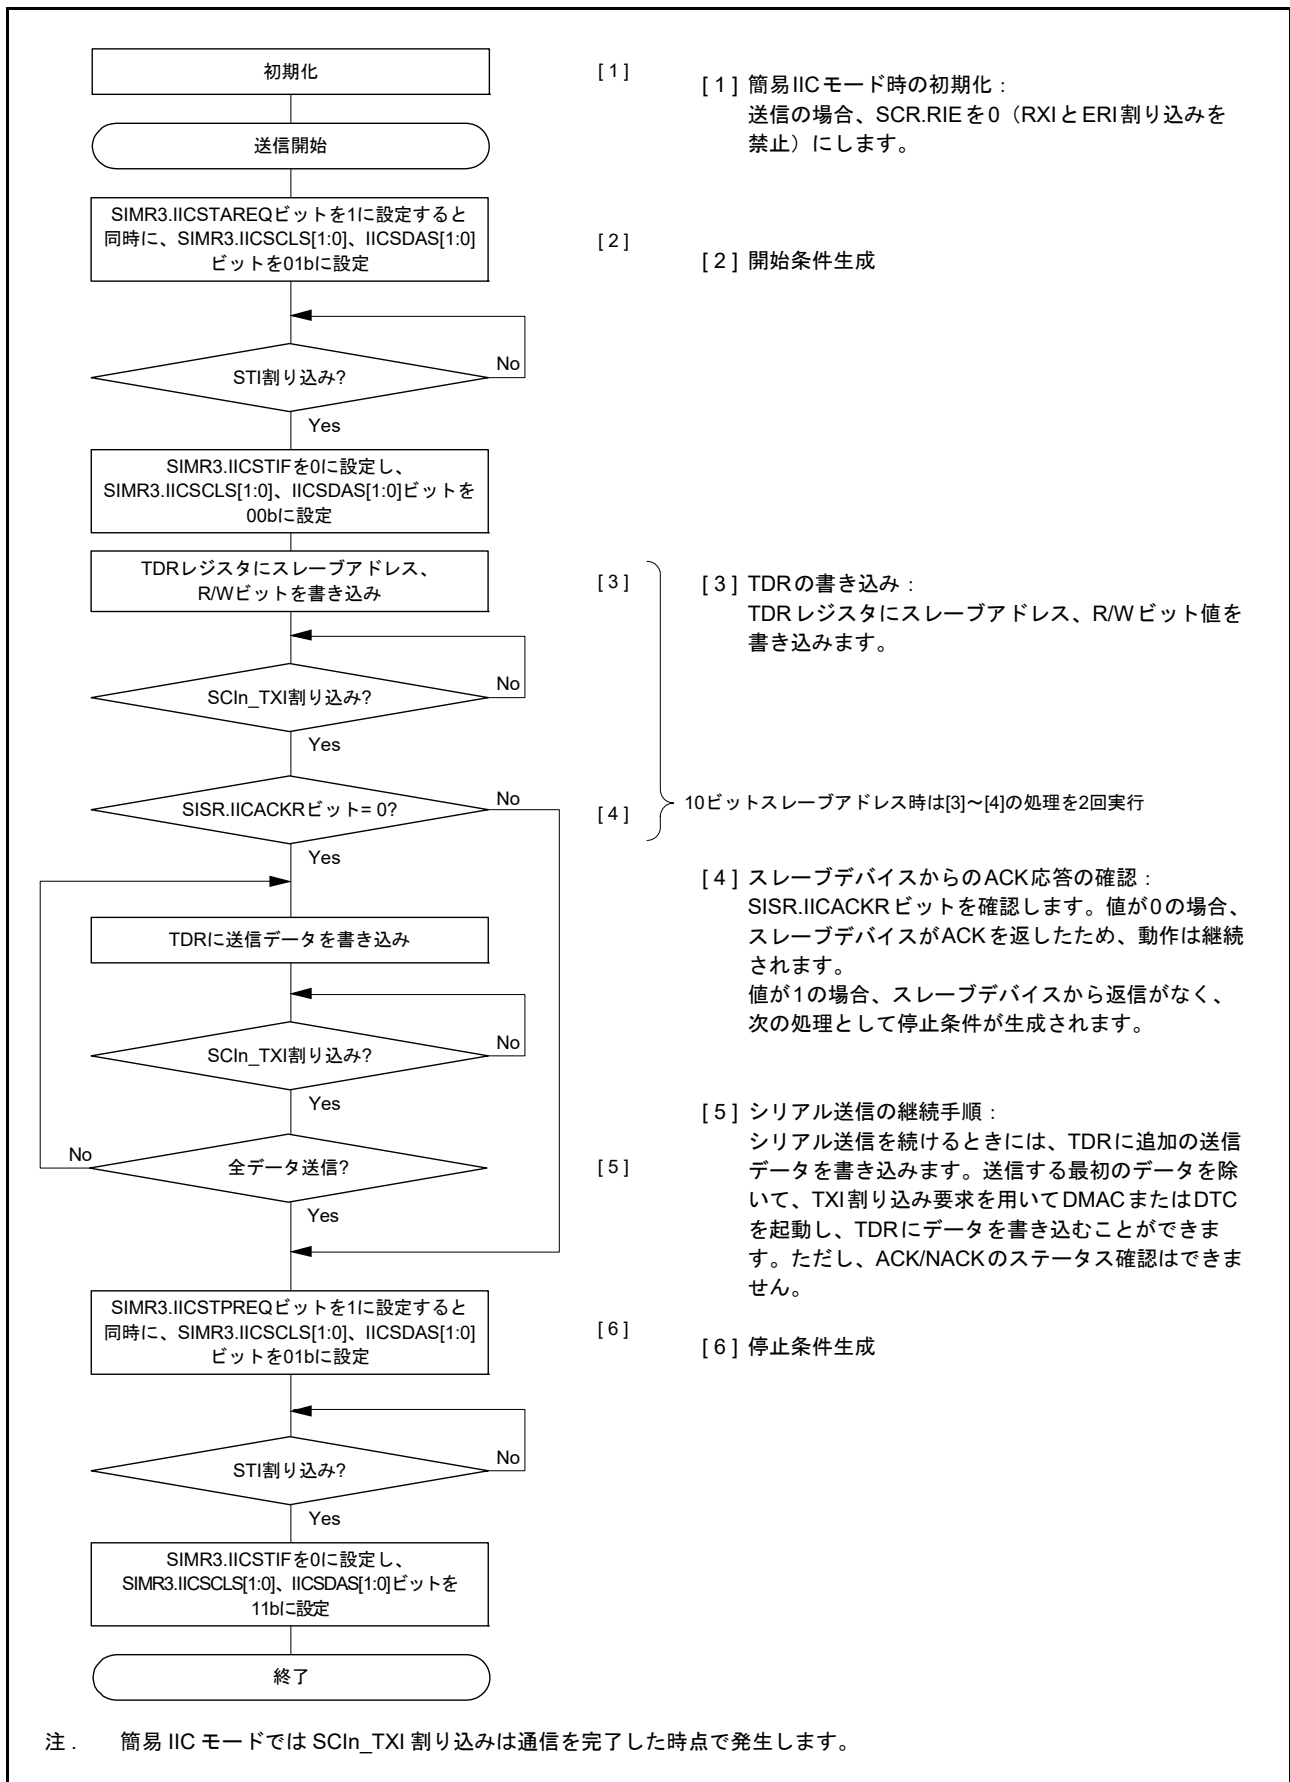 初期化
[ 1 ]
[ 1 ] 簡易IICモード時の初期化：
送信の場合、SCR.RIEを0（RXIとERI割り込みを
禁止）にします。
送信開始
SIMR3.IICSTAREQビットを1に設定すると
同時に、SIMR3.IICSCLS[1:0]、IICSDAS[1:0]
ビットを01bに設定
[ 2 ]
[ 2 ] 開始条件生成
STI割り込み?
No
Yes
SIMR3.IICSTIFを0に設定し、
SIMR3.IICSCLS[1:0]、IICSDAS[1:0]ビットを
00bに設定
TDRレジスタにスレーブアドレス、
R/Wビットを書き込み
[ 3 ]
[ 3 ] TDRの書き込み：
TDRレジスタにスレーブアドレス、R/Wビット値を
書き込みます。
SCIn_TXI割り込み?
No
Yes
SISR.IICACKRビット= 0?
No
[ 4 ]
10ビットスレーブアドレス時は[3]～[4]の処理を2回実行
Yes
[ 4 ] スレーブデバイスからのACK応答の確認：
SISR.IICACKRビットを確認します。値が0の場合、
スレーブデバイスがACKを返したため、動作は継続
されます。
値が1の場合、スレーブデバイスから返信がなく、
次の処理として停止条件が生成されます。
TDRに送信データを書き込み
SCIn_TXI割り込み?
No
Yes
全データ送信?
No
[ 5 ]
Yes
[ 5 ] シリアル送信の継続手順：
シリアル送信を続けるときには、TDRに追加の送信
データを書き込みます。送信する最初のデータを除
いて、TXI割り込み要求を用いてDMACまたはDTC
を起動し、TDRにデータを書き込むことができま
す。ただし、ACK/NACKのステータス確認はできま
せん。
SIMR3.IICSTPREQビットを1に設定すると
同時に、SIMR3.IICSCLS[1:0]、IICSDAS[1:0]
ビットを01bに設定
[ 6 ]
[ 6 ] 停止条件生成
STI割り込み?
No
Yes
SIMR3.IICSTIFを0に設定し、
SIMR3.IICSCLS[1:0]、IICSDAS[1:0]ビットを
11bに設定
終了
注 . 簡易 IIC モードでは SCIn_TXI 割り込みは通信を完了した時点で発生します。